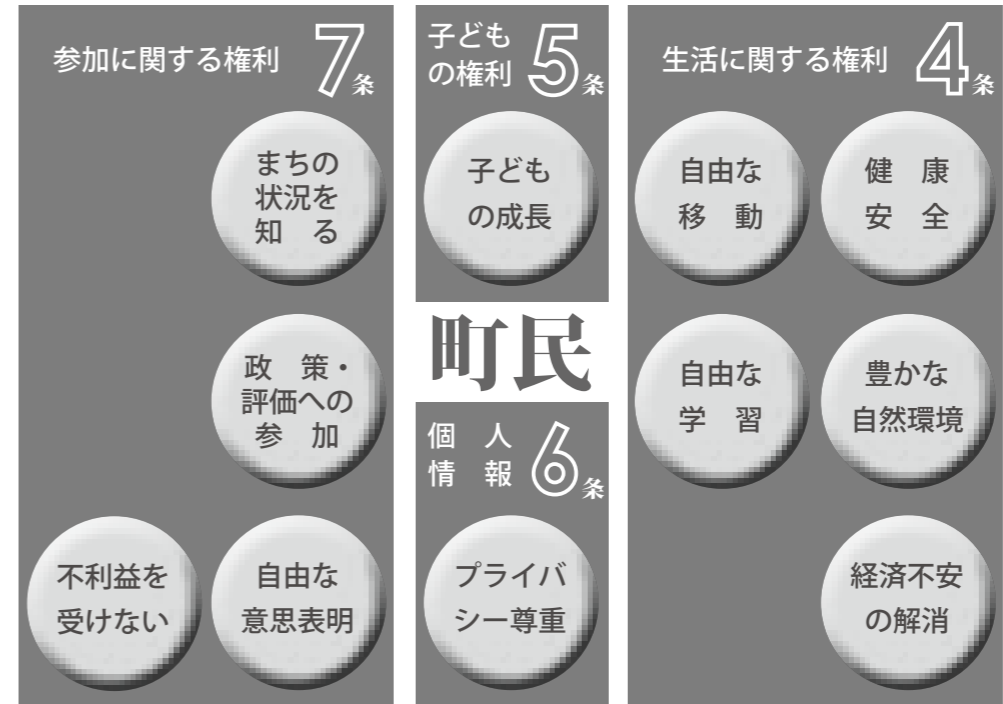 参加に関する権利 7条
まちの
状況を
知　る
政　策・
評価への
参　加
不利益を
受けない
自由な
意思表明
子ども
の権利 5条
子ども
の成長
町民
個　人
情　報 6条
プライバ
シー尊重
生活に関する権利 4条
自由な
移　動
健　康
安　全
自由な
学　習
豊かな
自然環境
経済不安
の解消